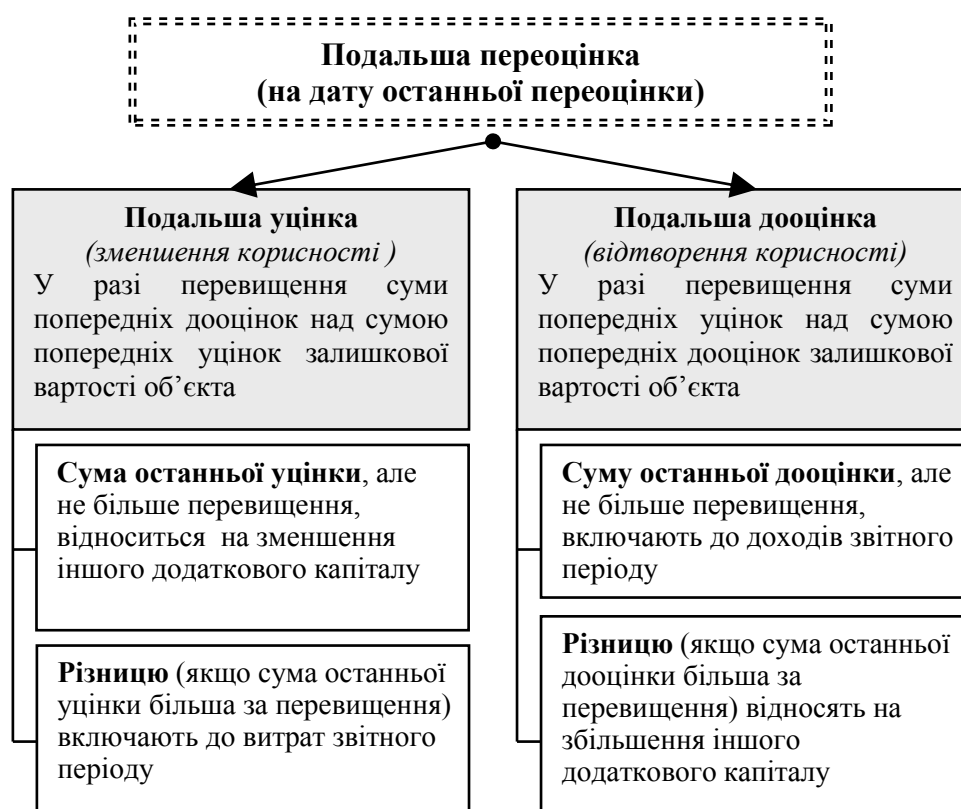 Подальша переоцінка
(на дату останньої переоцінки)
Подальша уцінка
(зменшення корисності )
У разі перевищення суми
попередніх дооцінок над сумою
попередніх уцінок залишкової
вартості об’єкта
Сума останньої уцінки, але
не більше перевищення,
відноситься на зменшення
іншого додаткового капіталу
Різницю (якщо сума останньої
уцінки більша за перевищення)
включають до витрат звітного
періоду
Подальша дооцінка
(відтворення корисності)
У разі перевищення суми
попередніх уцінок над сумою
попередніх дооцінок залишкової
вартості об’єкта
Суму останньої дооцінки, але
не більше перевищення,
включають до доходів звітного
періоду
Різницю (якщо сума останньої
дооцінки більша за
перевищення) відносять на
збільшення іншого
додаткового капіталу